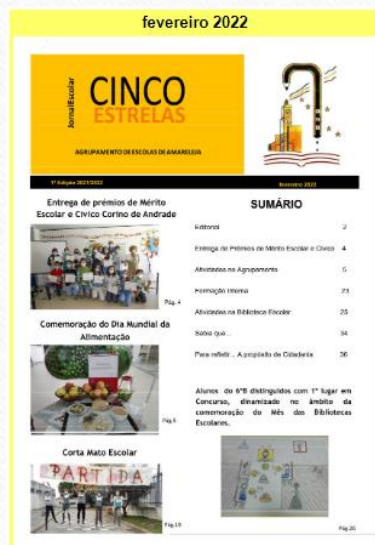 fevereiro 2022
JornalEscolar
CINCO
ESTRELAS
AGRUPAMENTO DE ESCOLAS DE AMARELEJA
1ª Edição 2021/2022
fevereiro 2022
Entrega de prémios de Mérito
Escolar e Cívico Corino de Andrade
Pág. 4
Comemoração do Dia Mundial da
Alimentação
Pág.6
Corta Mato Escolar
PARTIDA
Pág.19
SUMÁRIO
Editorial 2
Entrega de Prémios de Mérito Escolar e Cívico 4
Atividades no Agrupamento 5
Formação Interna 23
Atividades na Biblioteca Escolar 25
Sabia que... 34
Para refletir... A propósito de Cidadania 36
Alunos do 6ºB distinguidos com 1º lugar em
Concurso, dinamizado no âmbito da
comemoração do Mês das Bibliotecas
Escolares.
Pág.26